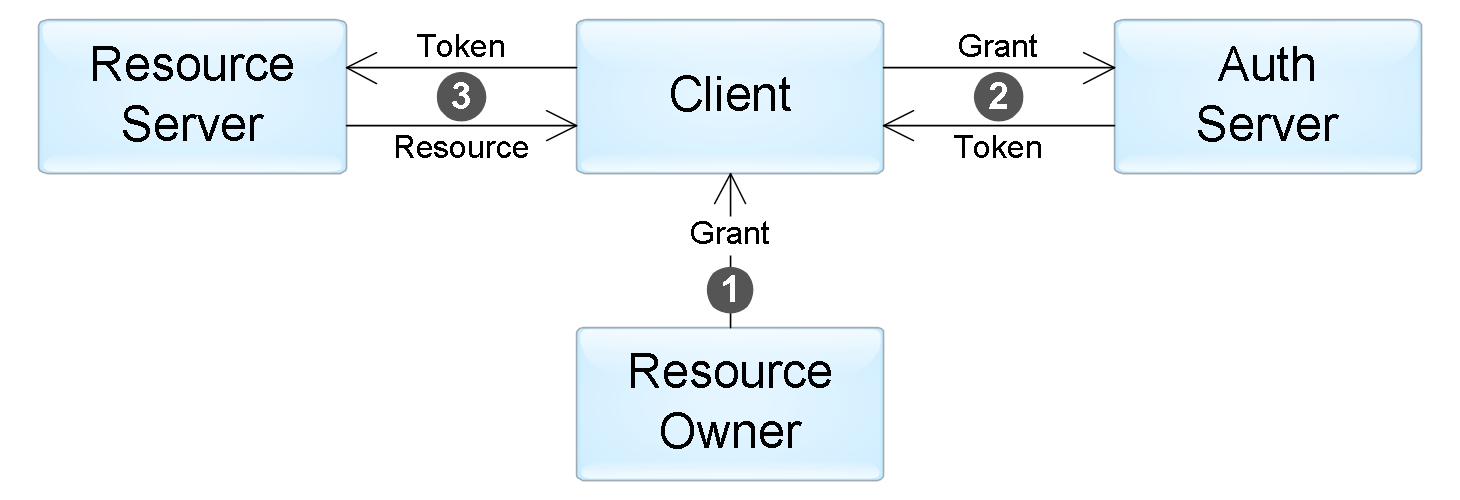 Resource
Server
Token
3
Resource
Client
Grant
2
Token
Auth
Server
Grant
1
Resource
Owner